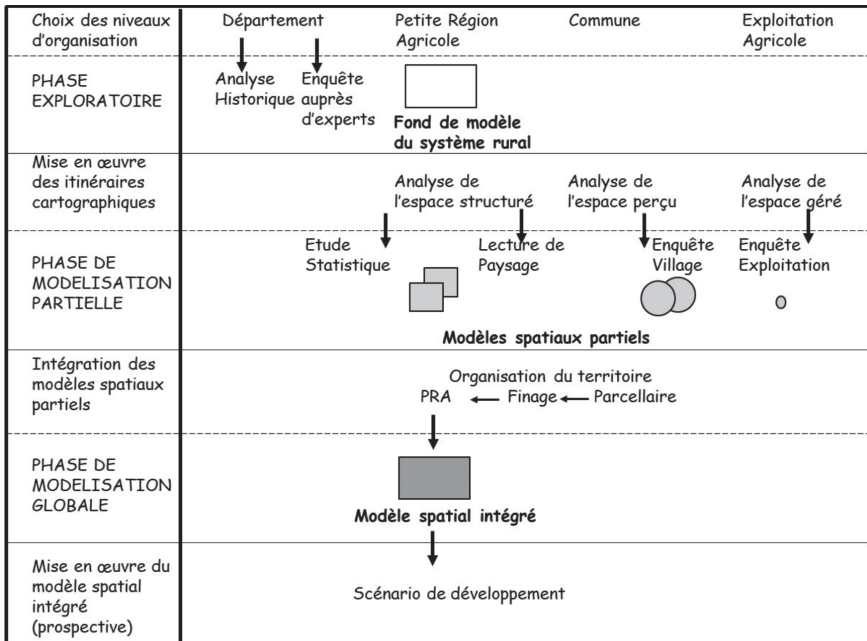 Choix des niveaux
d'organisation
Département
Petite Région
Agricole
Commune
Exploitation
Agricole
PHASE
EXPLORATOIRE
Analyse
Historique
Enquête
auprès
d'experts
Fond de modèle
du système rural
Mise en œuvre
des itinéraires
cartographiques
Analyse de
l'espace structuré
Analyse de
l'espace perçu
Analyse de
l'espace géré
PHASE DE
MODELISATION
PARTIELLE
Etude
Statistique
Lecture de
Paysage
Enquête
Village
Enquête
Exploitation
Modèles spatiaux partiels
Intégration des
modèles spatiaux
partiels
Organisation du territoire
PRA ← Finage ← Parcellaire
PHASE DE
MODELISATION
GLOBALE
Modèle spatial intégré
Mise en œuvre du
modèle spatial
intégré
(prospective)
Scénario de développement